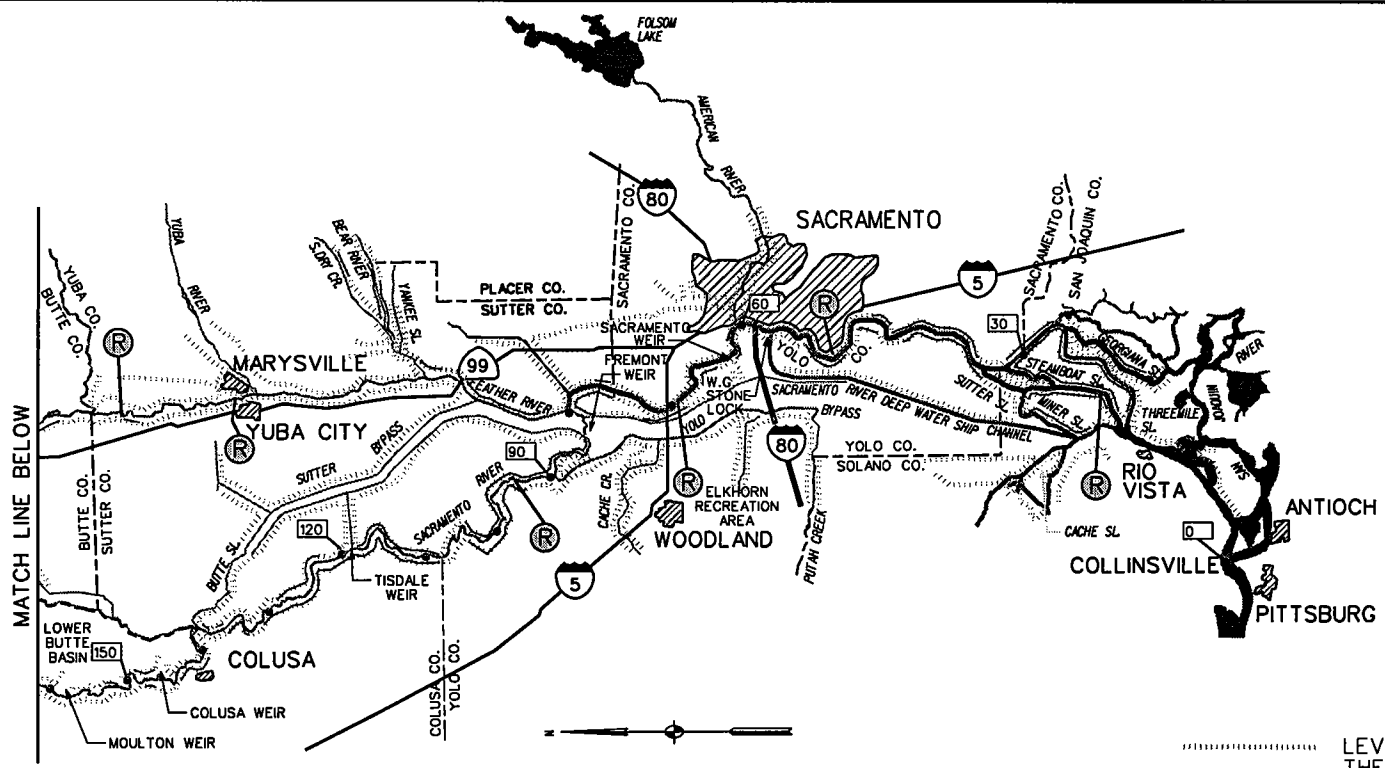 FOLSOM
LAKE
AMERICAN
RIVER
80
SACRAMENTO CO.
SACRAMENTO
SACRAMENTO CO.
SAN JOAQUIN CO.
5
YUBA CO.
BUTTE CO.
YUBA
RIVER
BEAR RIVER
S.DRY CR.
YANKEE SL.
PLACER CO.
SUTTER CO.
R
MARYSVILLE
YUBA CITY
R
99
FEATHER RIVER
SACRAMENTO
WEIR
FREMONT
WEIR
60
R
YOLO CO.
W.G.
STONE
LOCK
SACRAMENTO RIVER DEEP WATER SHIP CHANNEL
YOLO
BYPASS
80
30
GEORGIANA SL.
STEAMBOAT SL.
SUTTER SL.
MINER SL.
THREEMILE
SL.
SAN
JOAQUIN
RIVER
YOLO CO.
SOLANO CO.
R
RIO
VISTA
CACHE SL.
ANTIOCH
0
COLLINSVILLE
PITTSBURG
MATCH LINE BELOW
BUTTE CO.
SUTTER CO.
SUTTER
BYPASS
BUTTE SL.
90
120
SACRAMENTO
RIVER
R
CACHE CR.
R
ELKHORN
RECREATION
AREA
WOODLAND
PUTAH CREEK
TISDALE
WEIR
5
COLUSA CO.
YOLO CO.
LOWER
BUTTE
BASIN
150
COLUSA
COLUSA WEIR
MOULTON WEIR
N
LEV
THE